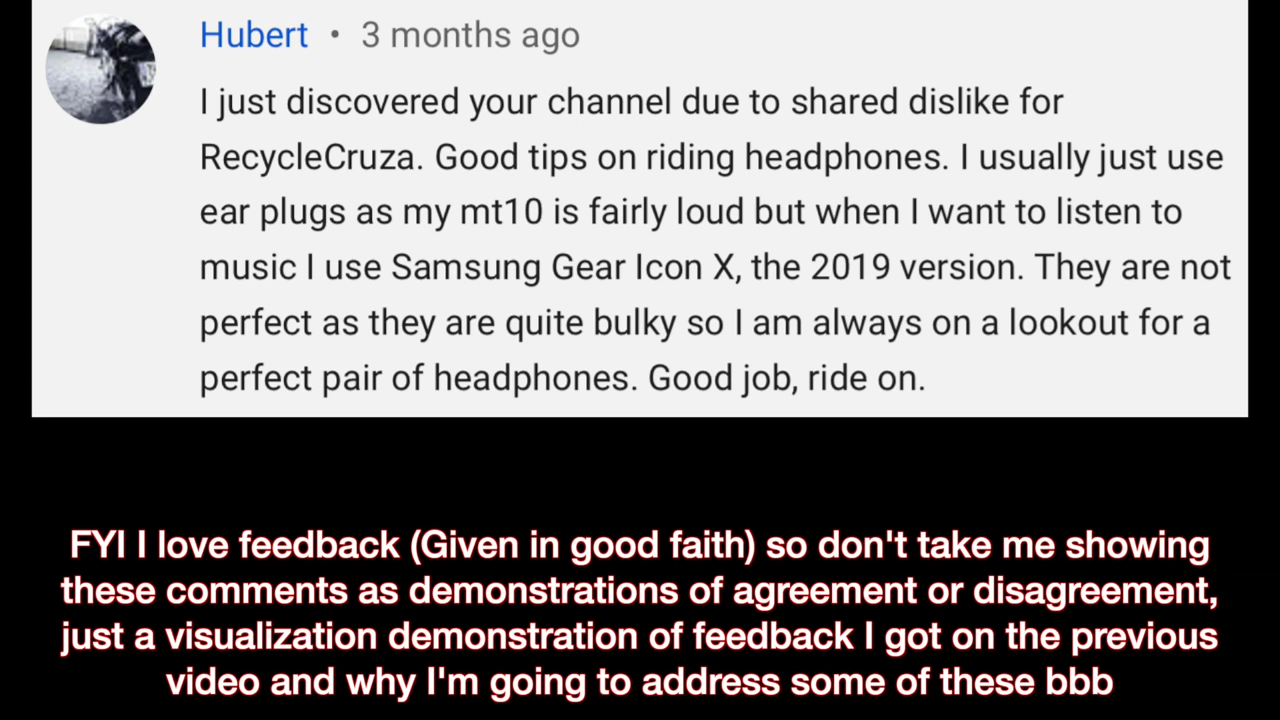 Hubert • 3 months ago
I just discovered your channel due to shared dislike for
RecycleCruza. Good tips on riding headphones. I usually just use
ear plugs as my mt10 is fairly loud but when I want to listen to
music I use Samsung Gear Icon X, the 2019 version. They are not
perfect as they are quite bulky so I am always on a lookout for a
perfect pair of headphones. Good job, ride on.
FYI I love feedback (Given in good faith) so don't take me showing
these comments as demonstrations of agreement or disagreement,
just a visualization demonstration of feedback I got on the previous
video and why I'm going to address some of these bbb